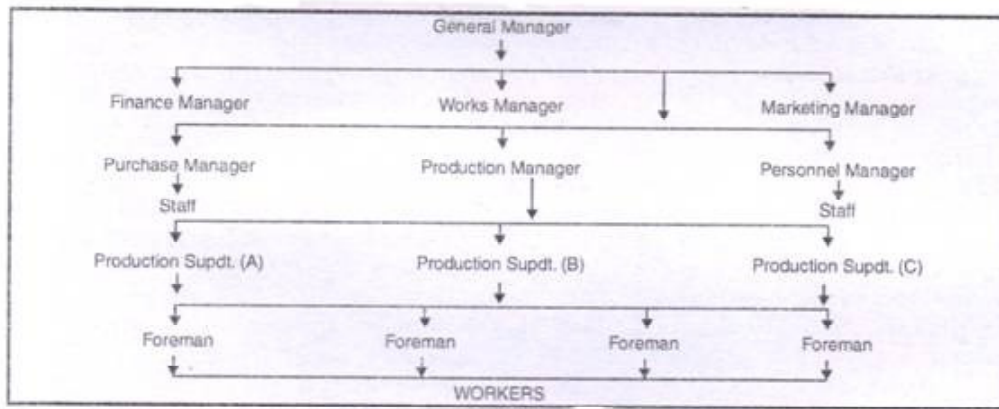 General Manager
Finance Manager Works Manager Marketing Manager
Purchase Manager Production Manager Personnel Manager
Staff Staff
Production Supdt. (A) Production Supdt. (B) Production Supdt. (C)
Foreman Foreman Foreman Foreman
WORKERS